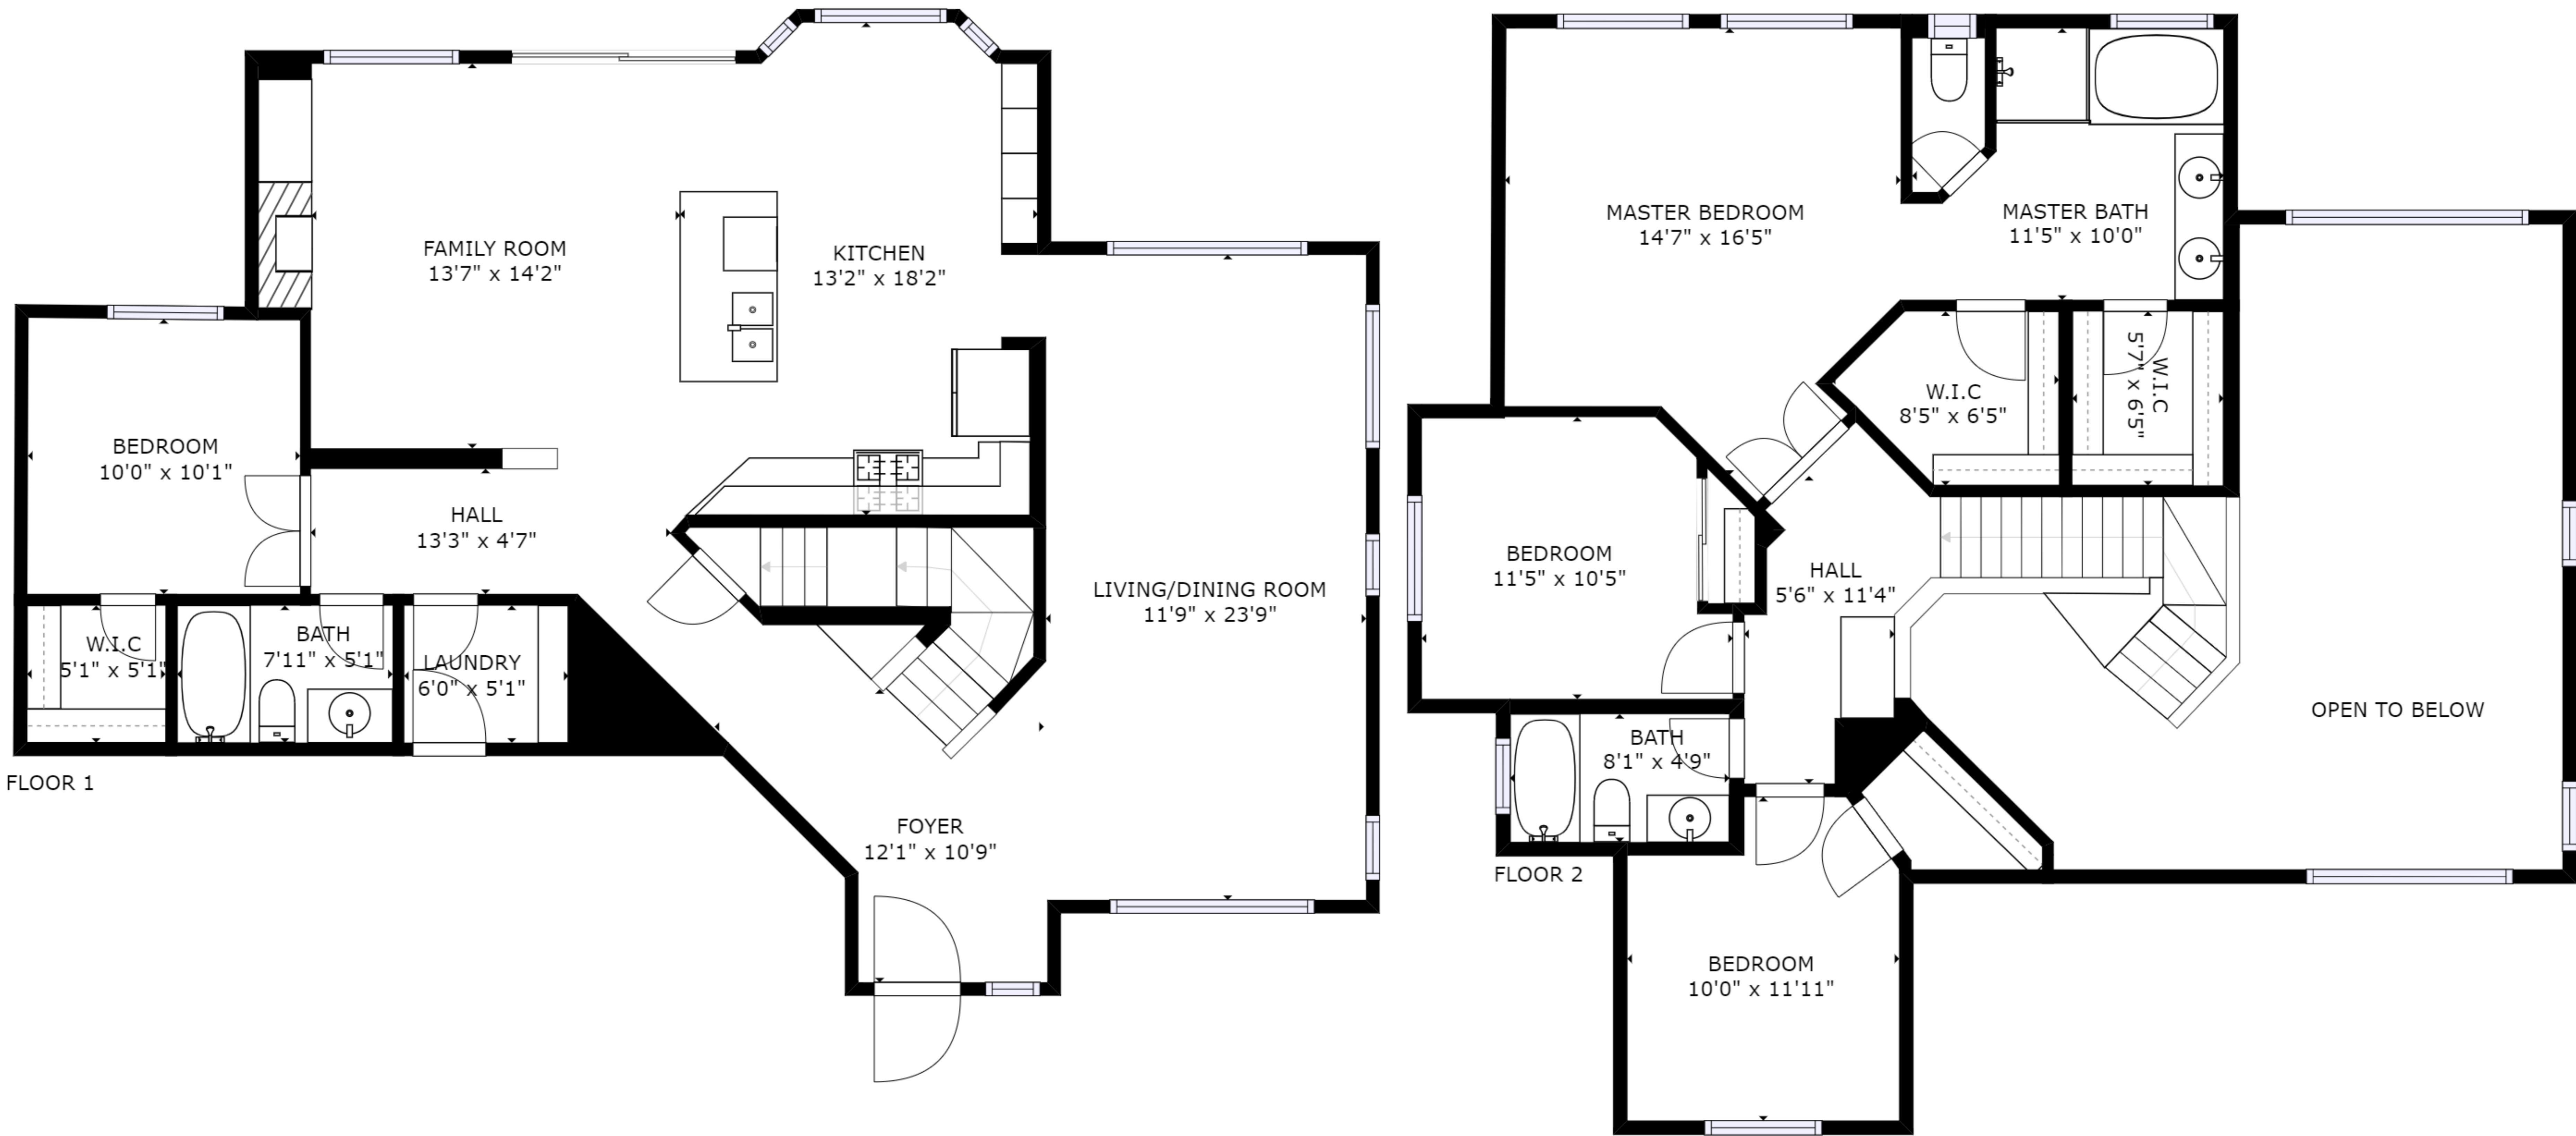 FAMILY ROOM
13'7" x 14'2"
KITCHEN
13'2" x 18'2"
BEDROOM
10'0" x 10'1"
HALL
13'3" x 4'7"
LIVING/DINING ROOM
11'9" x 23'9"
W.I.C
5'1" x 5'1"
BATH
7'11" x 5'1"
LAUNDRY
6'0" x 5'1"
FOYER
12'1" x 10'9"
FLOOR 1
MASTER BEDROOM
14'7" x 16'5"
MASTER BATH
11'5" x 10'0"
W.I.C
8'5" x 6'5"
W.I.C
5'7" x 6'5"
BEDROOM
11'5" x 10'5"
HALL
5'6" x 11'4"
OPEN TO BELOW
BATH
8'1" x 4'9"
FLOOR 2
BEDROOM
10'0" x 11'11"